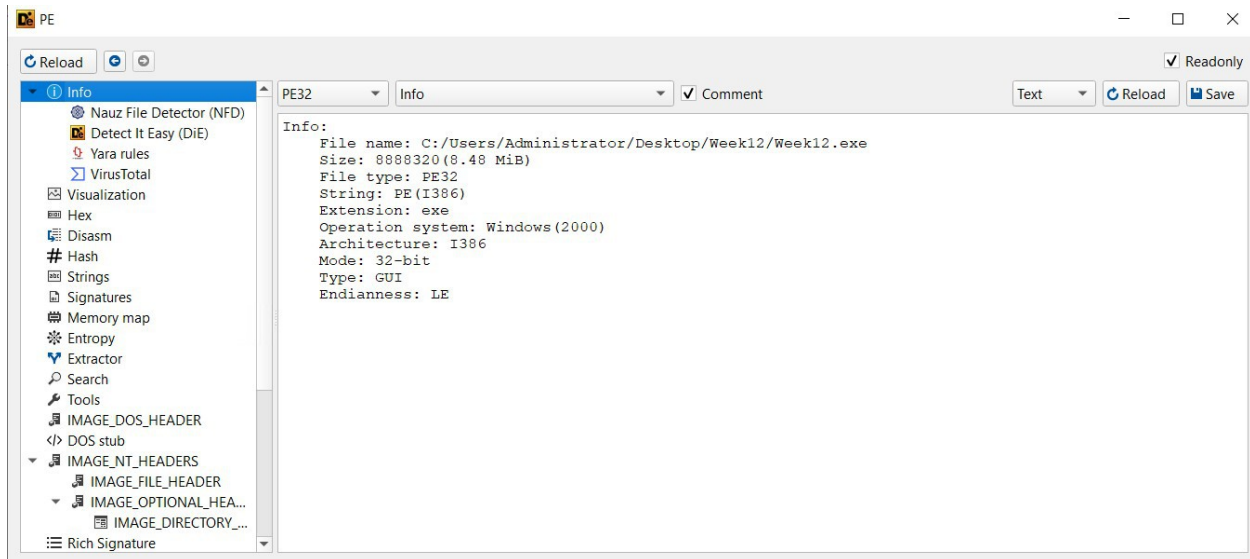 PE
Reload
Readonly
Info
Nauz File Detector (NFD)
Detect It Easy (DiE)
Yara rules
VirusTotal
Visualization
Hex
Disasm
Hash
Strings
Signatures
Memory map
Entropy
Extractor
Search
Tools
IMAGE_DOS_HEADER
DOS stub
IMAGE_NT_HEADERS
IMAGE_FILE_HEADER
IMAGE_OPTIONAL_HEA...
IMAGE_DIRECTORY_...
Rich Signature
PE32 Info Comment Text Reload Save
Info:
File name: C:/Users/Administrator/Desktop/Week12/Week12.exe
Size: 8888320(8.48 MiB)
File type: PE32
String: PE(I386)
Extension: exe
Operation system: Windows(2000)
Architecture: I386
Mode: 32-bit
Type: GUI
Endianness: LE